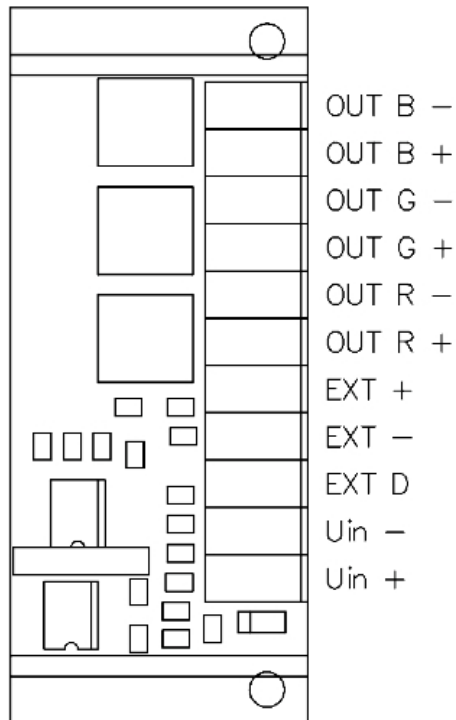 OUT B −
OUT B +
OUT G −
OUT G +
OUT R −
OUT R +
EXT +
EXT −
EXT D
Uin −
Uin +